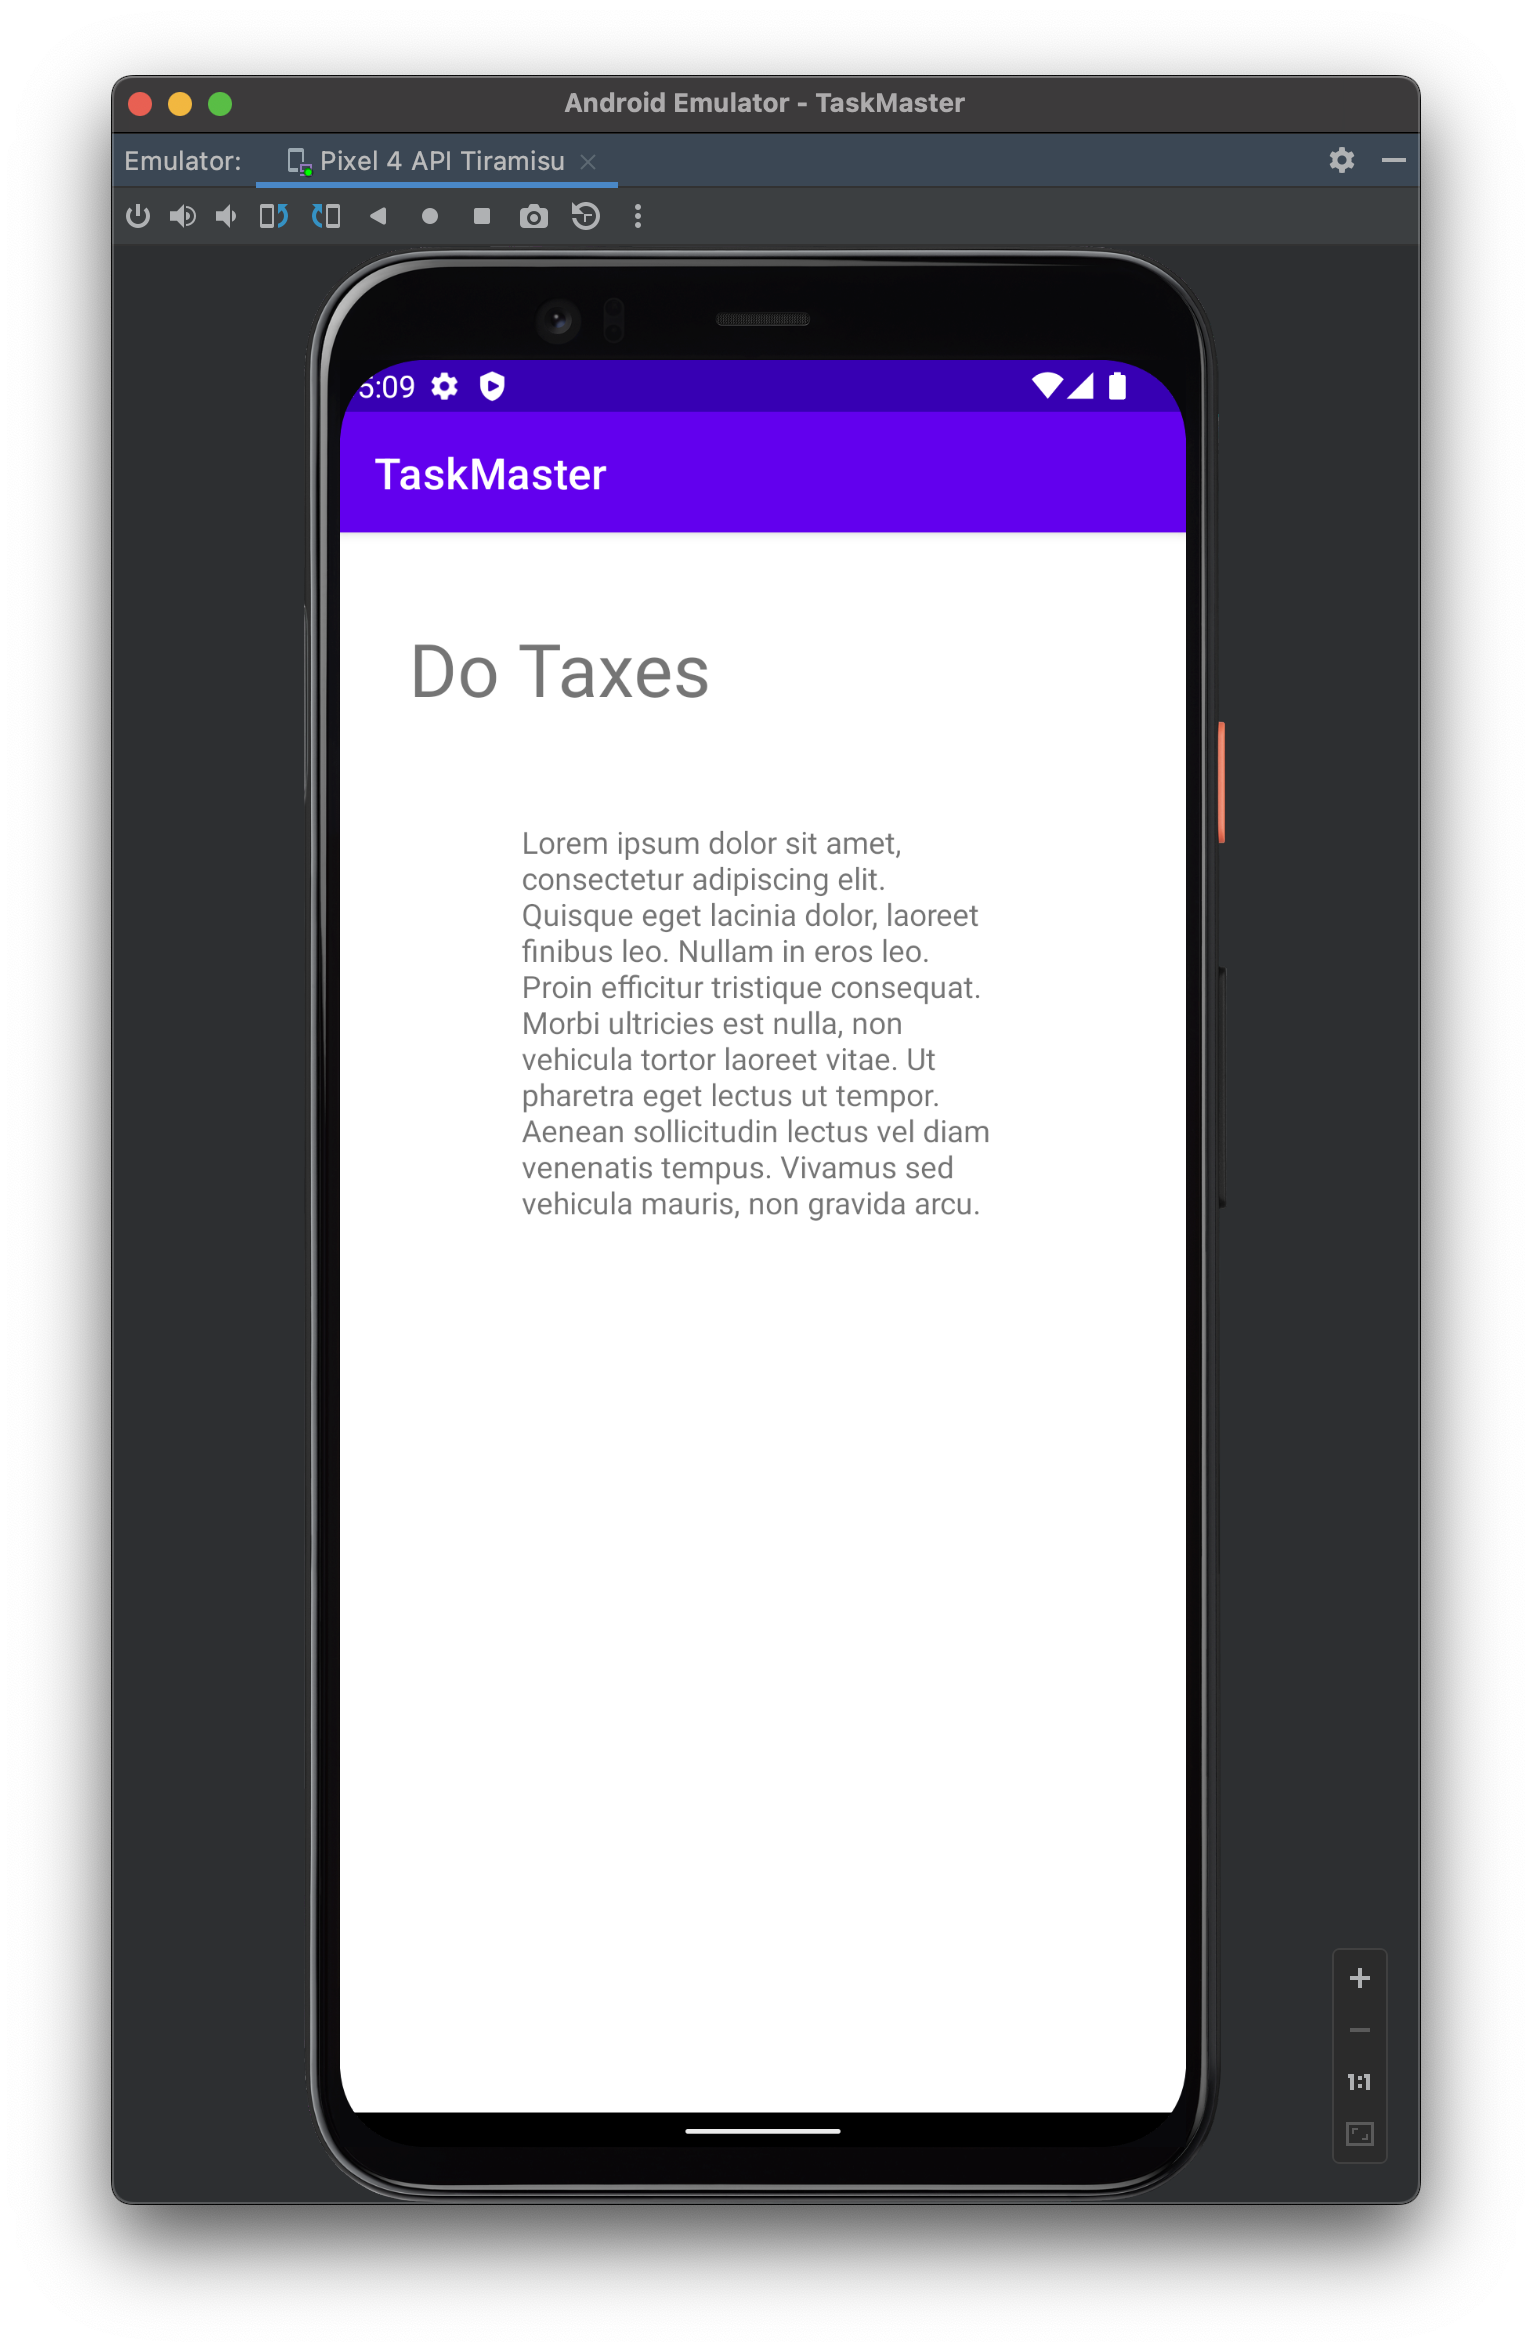 Android Emulator - TaskMaster
Emulator: Pixel 4 API Tiramisu
5:09
TaskMaster
Do Taxes
Lorem ipsum dolor sit amet,
consectetur adipiscing elit.
Quisque eget lacinia dolor, laoreet
finibus leo. Nullam in eros leo.
Proin efficitur tristique consequat.
Morbi ultricies est nulla, non
vehicula tortor laoreet vitae. Ut
pharetra eget lectus ut tempor.
Aenean sollicitudin lectus vel diam
venenatis tempus. Vivamus sed
vehicula mauris, non gravida arcu.
1:1